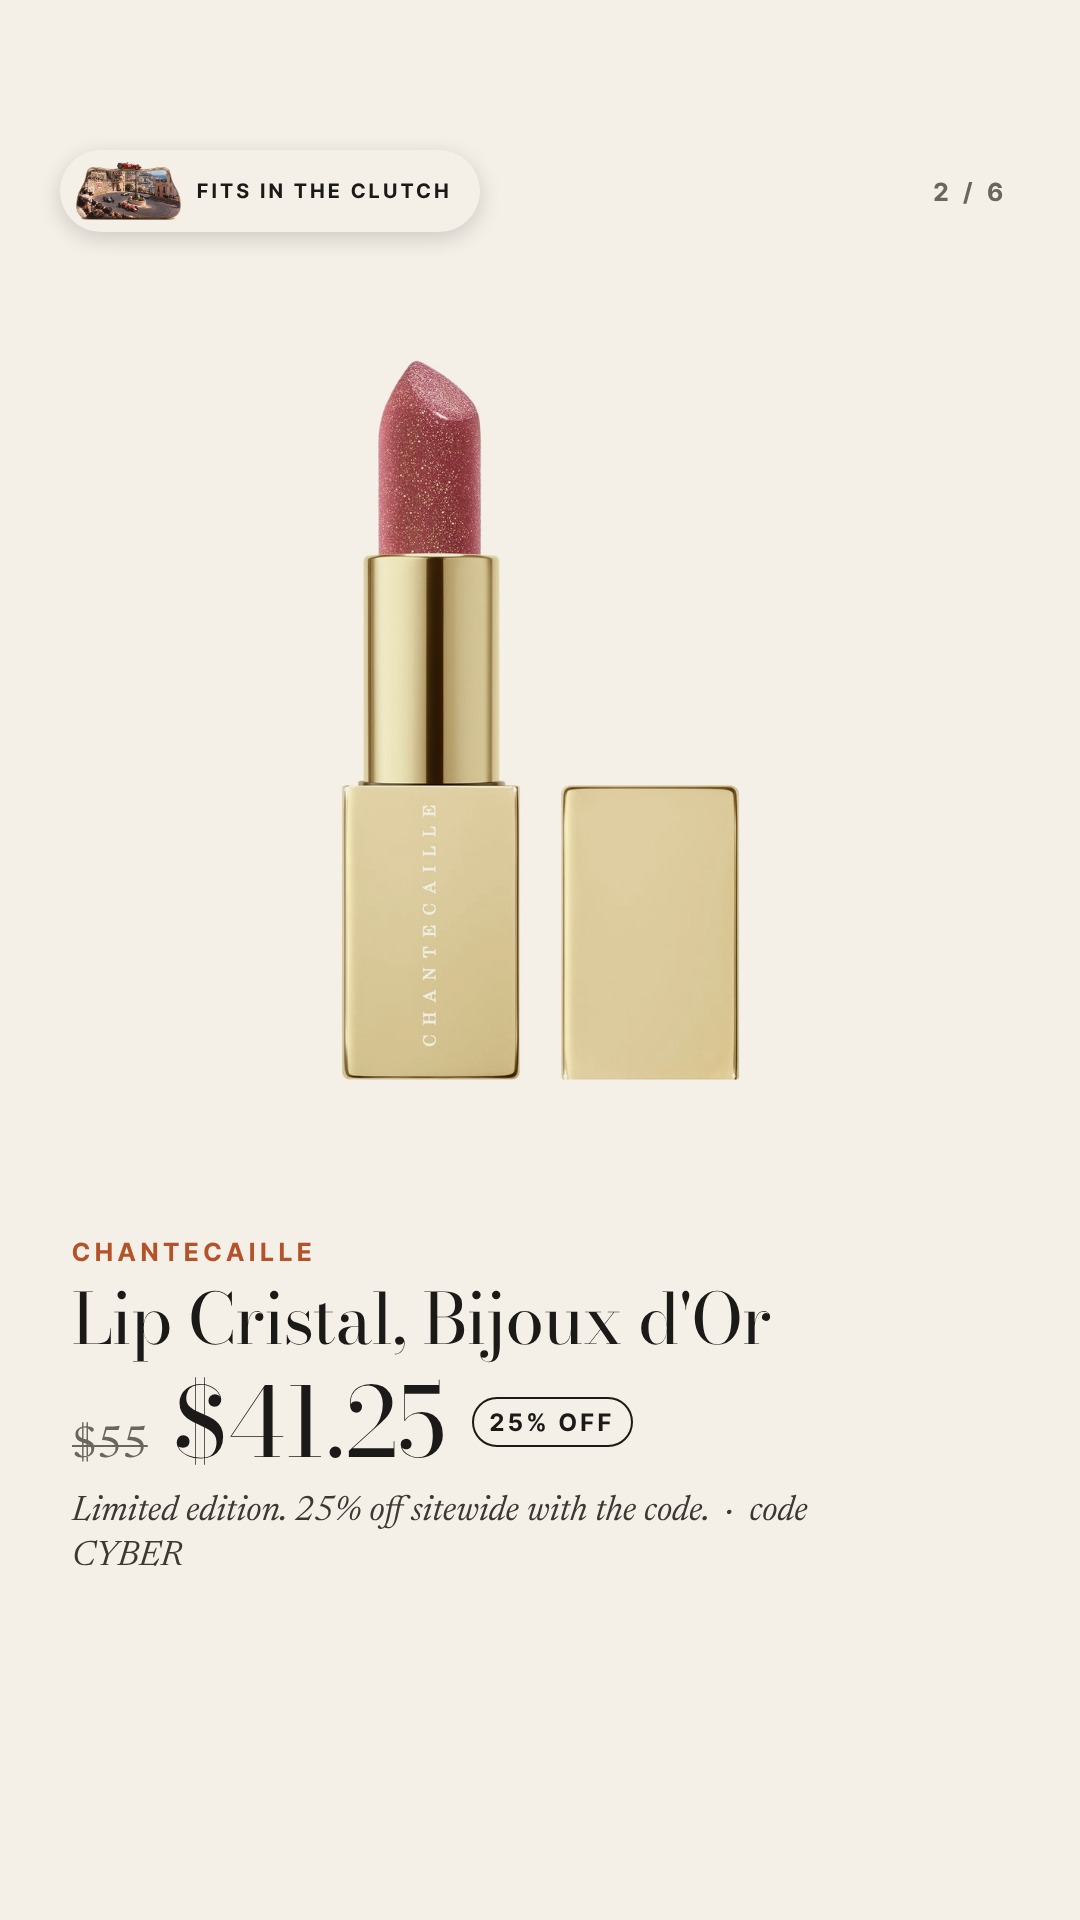 FITS IN THE CLUTCH
2 / 6
CHANTECAILLE
CHANTECAILLE
Lip Cristal, Bijoux d'Or
$55 $41.25 25% OFF
Limited edition. 25% off sitewide with the code. · code
CYBER